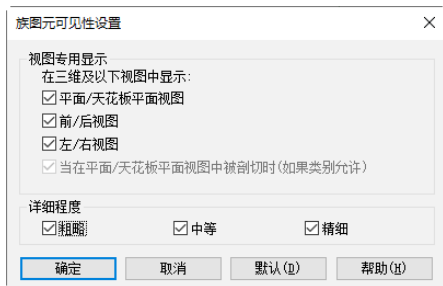 族图元可见性设置
视图专用显示
在三维及以下视图中显示:
平面/天花板平面视图
前/后视图
左/右视图
当在平面/天花板平面视图中被剖切时(如果类别允许)
详细程度
粗略 中等 精细
确定 取消 默认(D) 帮助(H)